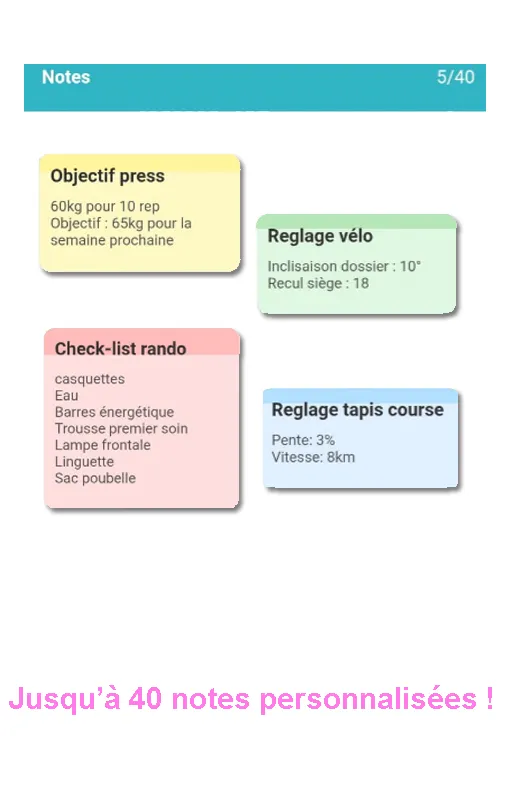 Notes 5/40
Objectif press
60kg pour 10 rep
Objectif : 65kg pour la
semaine prochaine
Reglage vélo
Inclisaison dossier : 10°
Recul siège : 18
Check-list rando
casquettes
Eau
Barres énergétique
Trousse premier soin
Lampe frontale
Linguette
Sac poubelle
Reglage tapis course
Pente: 3%
Vitesse: 8km
Jusqu'à 40 notes personnalisées !